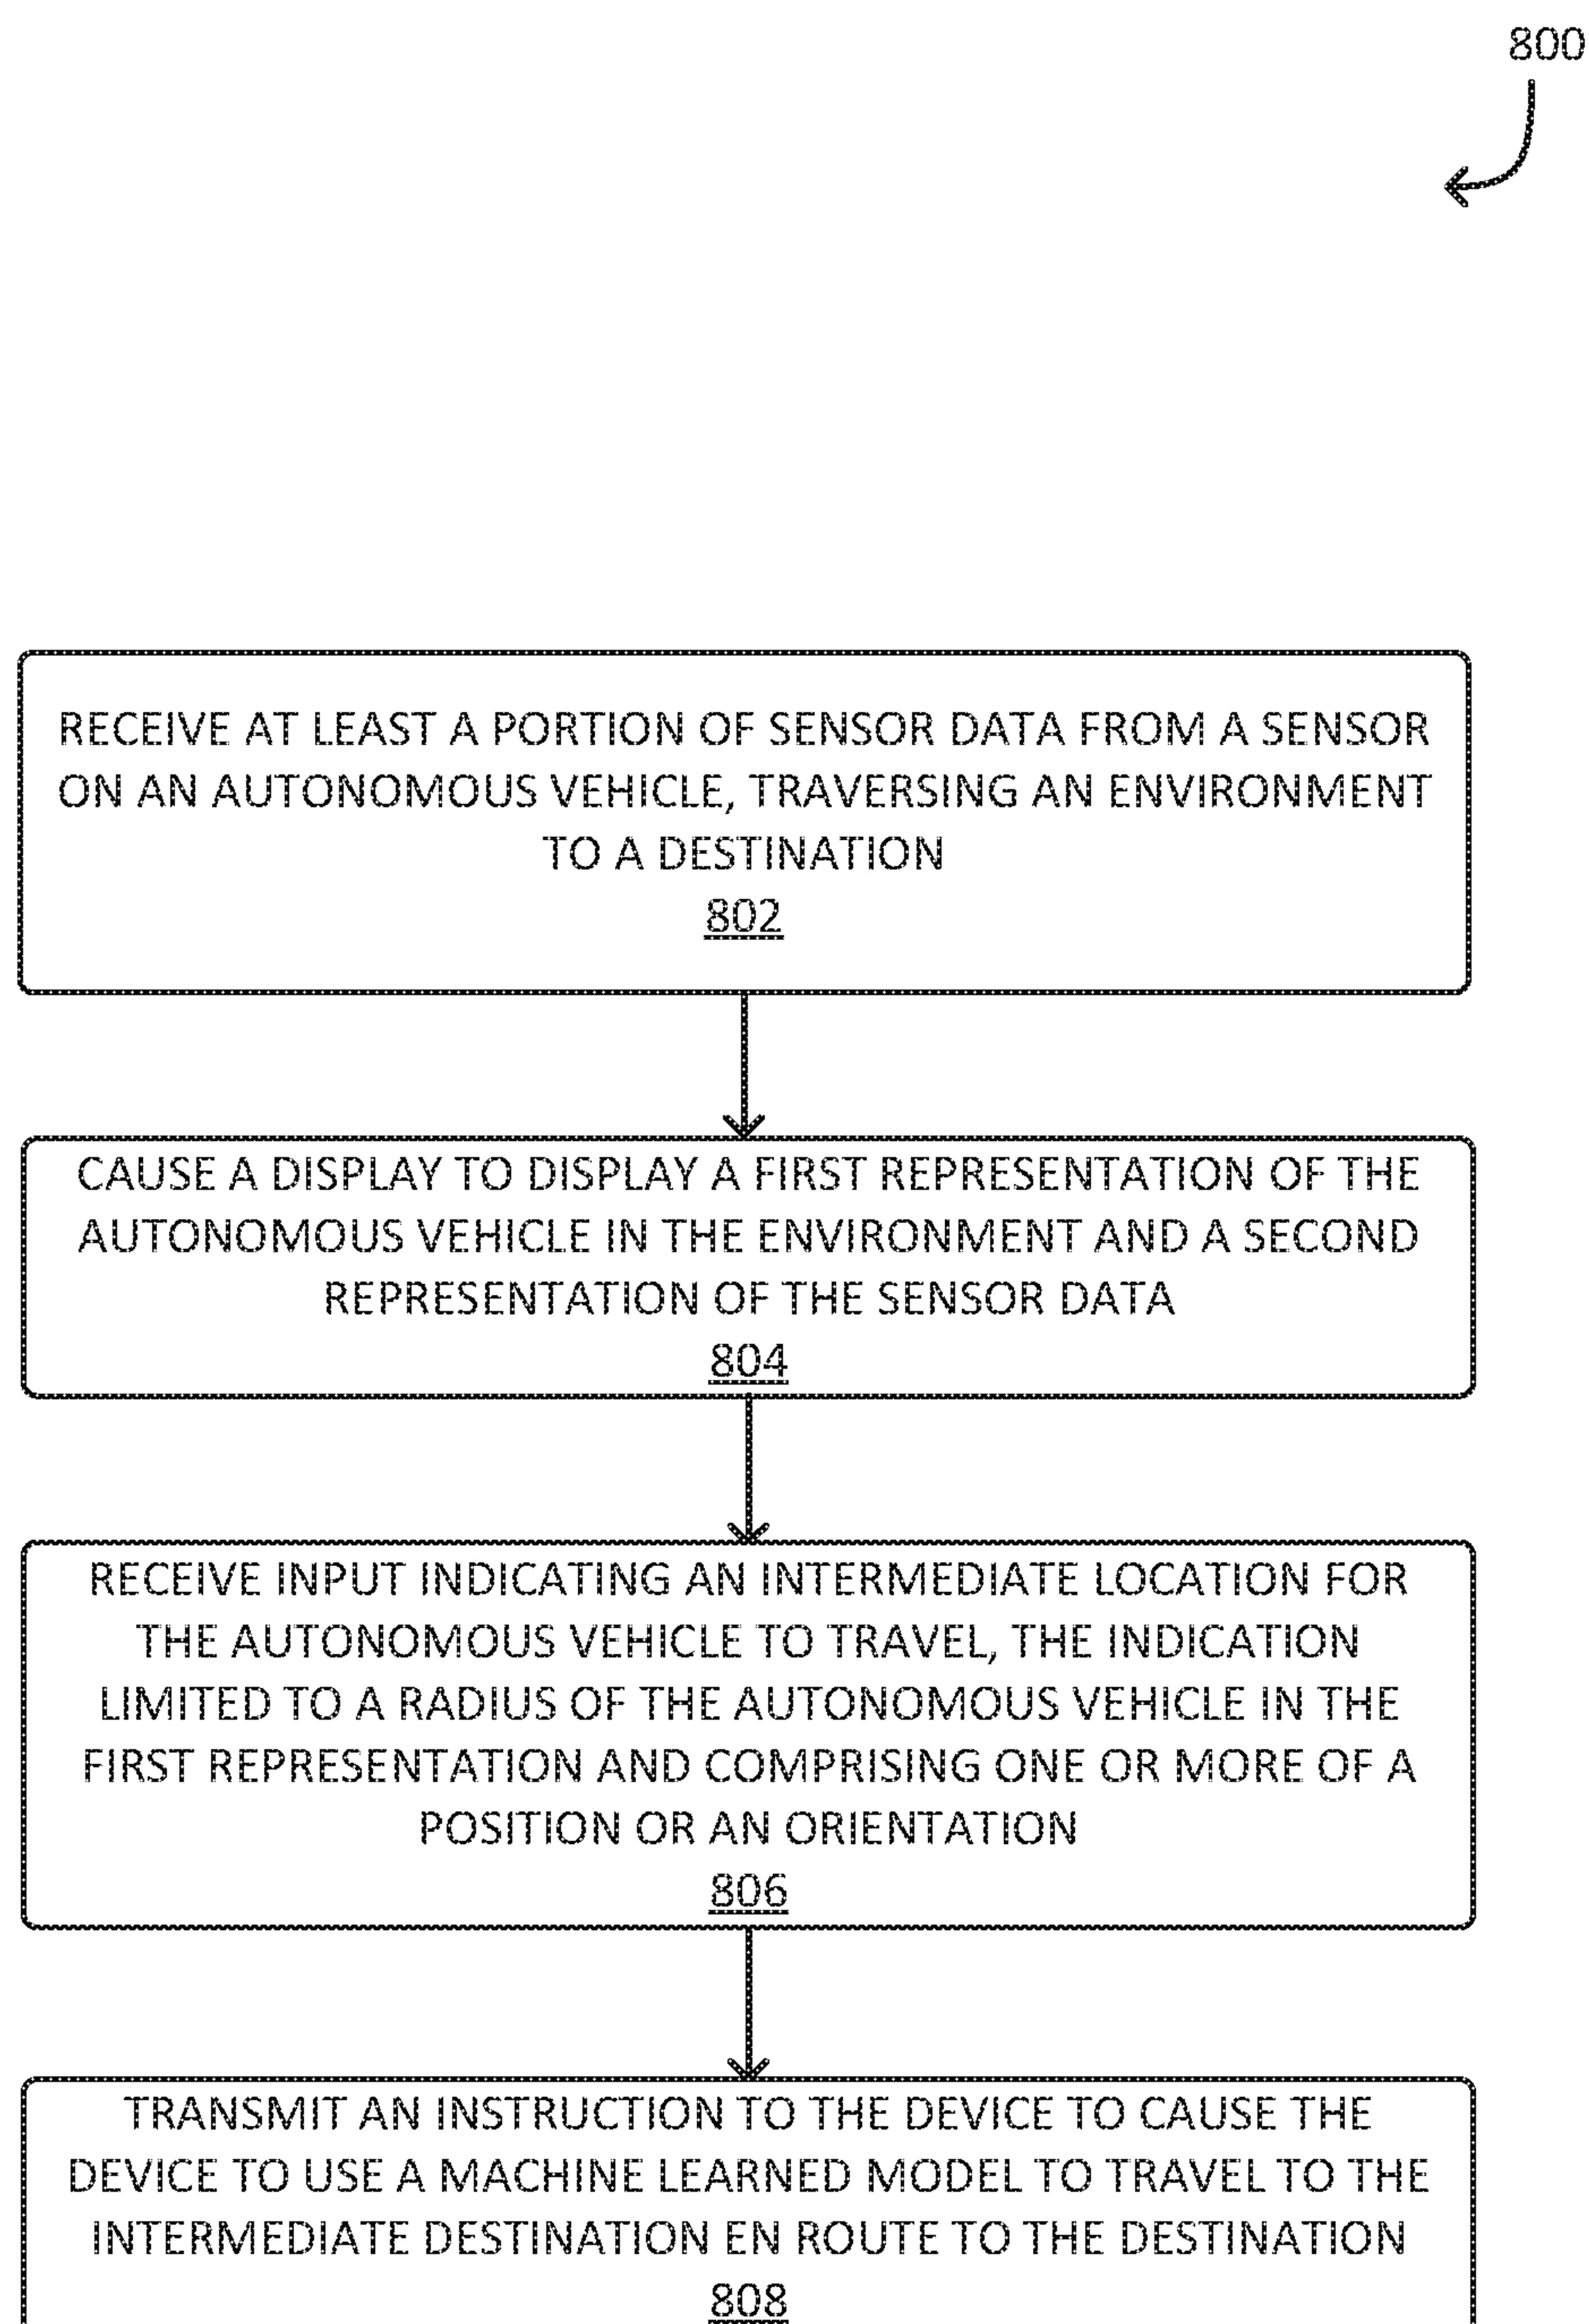 800
RECEIVE AT LEAST A PORTION OF SENSOR DATA FROM A SENSOR
ON AN AUTONOMOUS VEHICLE, TRAVERSING AN ENVIRONMENT
TO A DESTINATION
802
CAUSE A DISPLAY TO DISPLAY A FIRST REPRESENTATION OF THE
AUTONOMOUS VEHICLE IN THE ENVIRONMENT AND A SECOND
REPRESENTATION OF THE SENSOR DATA
804
RECEIVE INPUT INDICATING AN INTERMEDIATE LOCATION FOR
THE AUTONOMOUS VEHICLE TO TRAVEL, THE INDICATION
LIMITED TO A RADIUS OF THE AUTONOMOUS VEHICLE IN THE
FIRST REPRESENTATION AND COMPRISING ONE OR MORE OF A
POSITION OR AN ORIENTATION
806
TRANSMIT AN INSTRUCTION TO THE DEVICE TO CAUSE THE
DEVICE TO USE A MACHINE LEARNED MODEL TO TRAVEL TO THE
INTERMEDIATE DESTINATION EN ROUTE TO THE DESTINATION
808